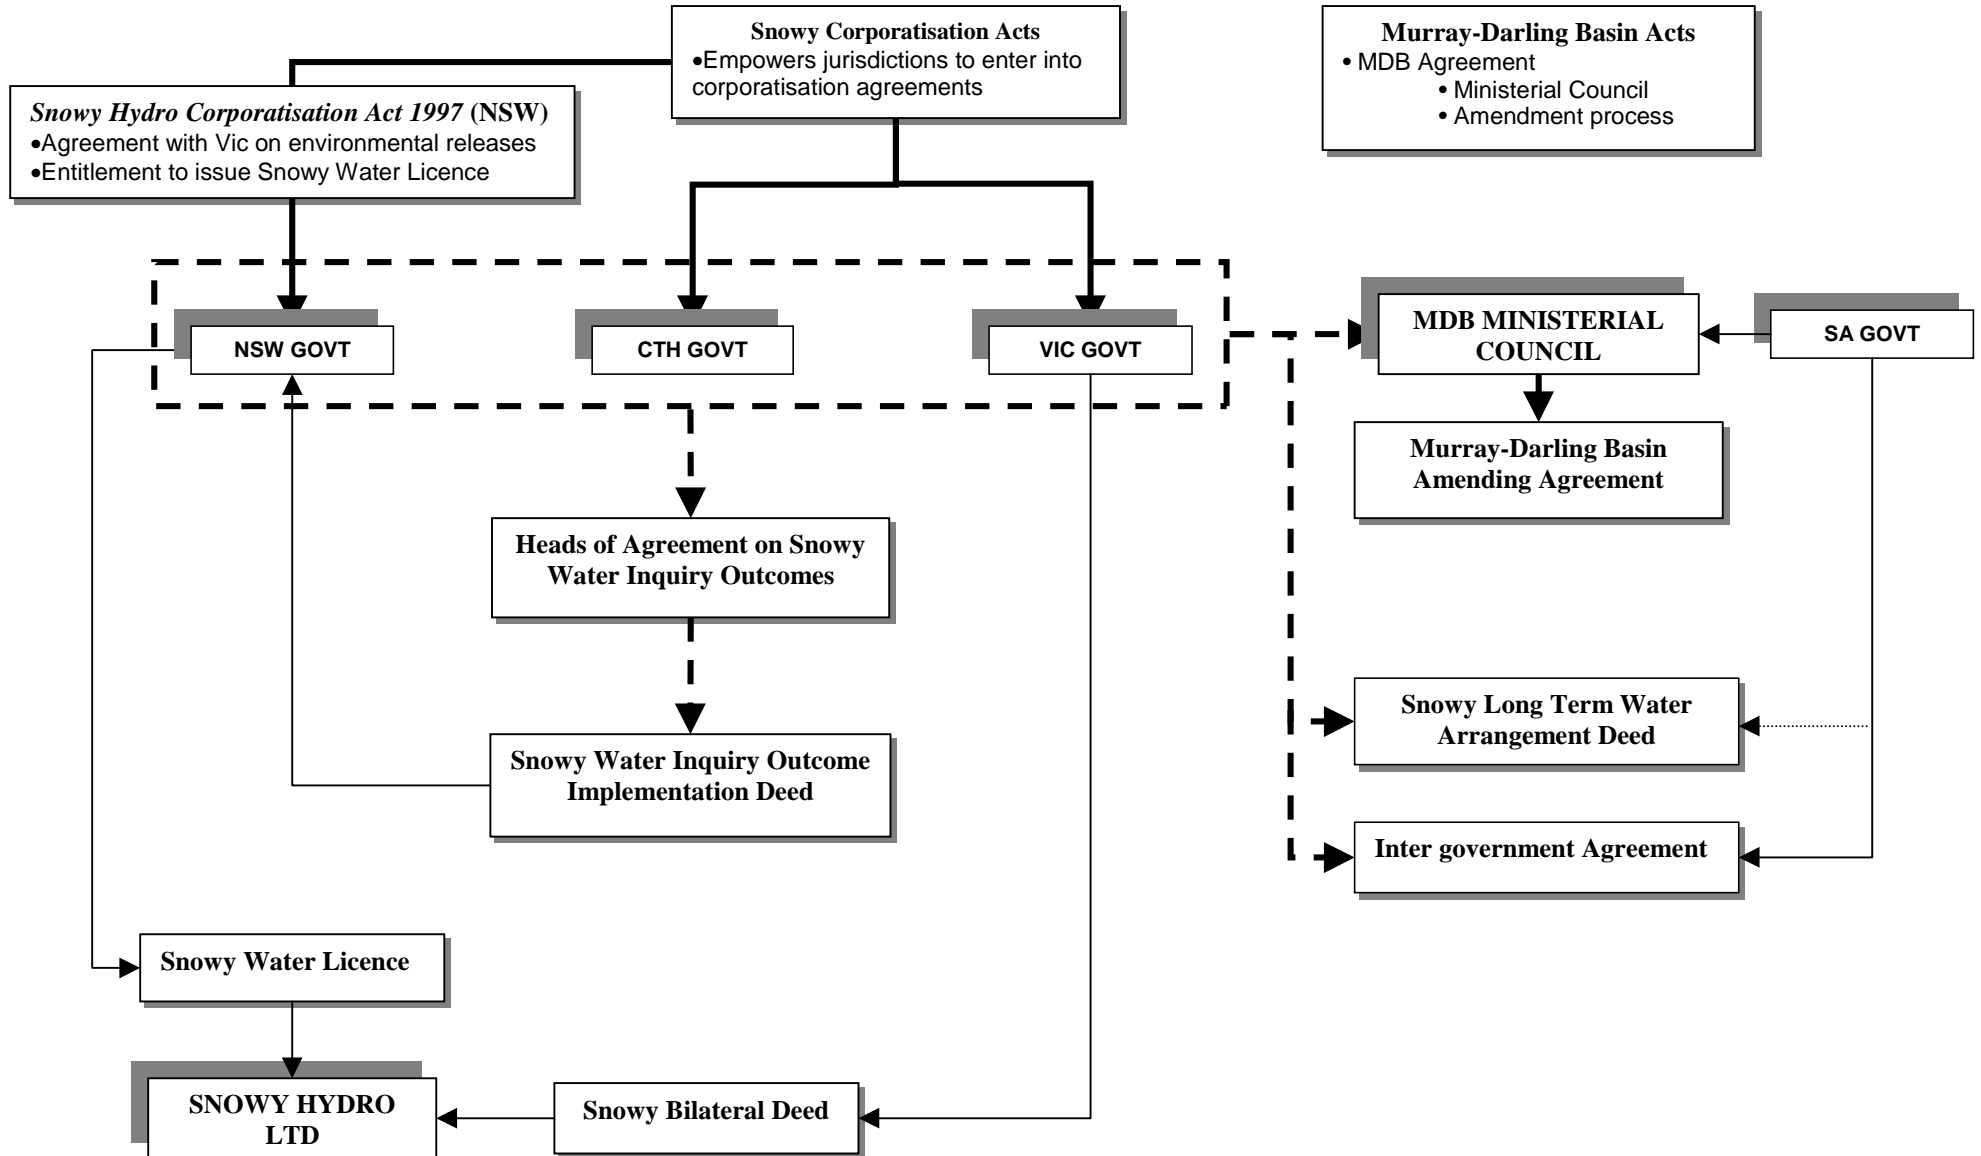 Snowy Corporatisation Acts
•Empowers jurisdictions to enter into
corporatisation agreements
Murray-Darling Basin Acts
• MDB Agreement
• Ministerial Council
• Amendment process
Snowy Hydro Corporatisation Act 1997 (NSW)
•Agreement with Vic on environmental releases
•Entitlement to issue Snowy Water Licence
NSW GOVT
CTH GOVT
VIC GOVT
MDB MINISTERIAL
COUNCIL
SA GOVT
Murray-Darling Basin
Amending Agreement
Heads of Agreement on Snowy
Water Inquiry Outcomes
Snowy Long Term Water
Arrangement Deed
Snowy Water Inquiry Outcome
Implementation Deed
Inter government Agreement
Snowy Water Licence
SNOWY HYDRO
LTD
Snowy Bilateral Deed